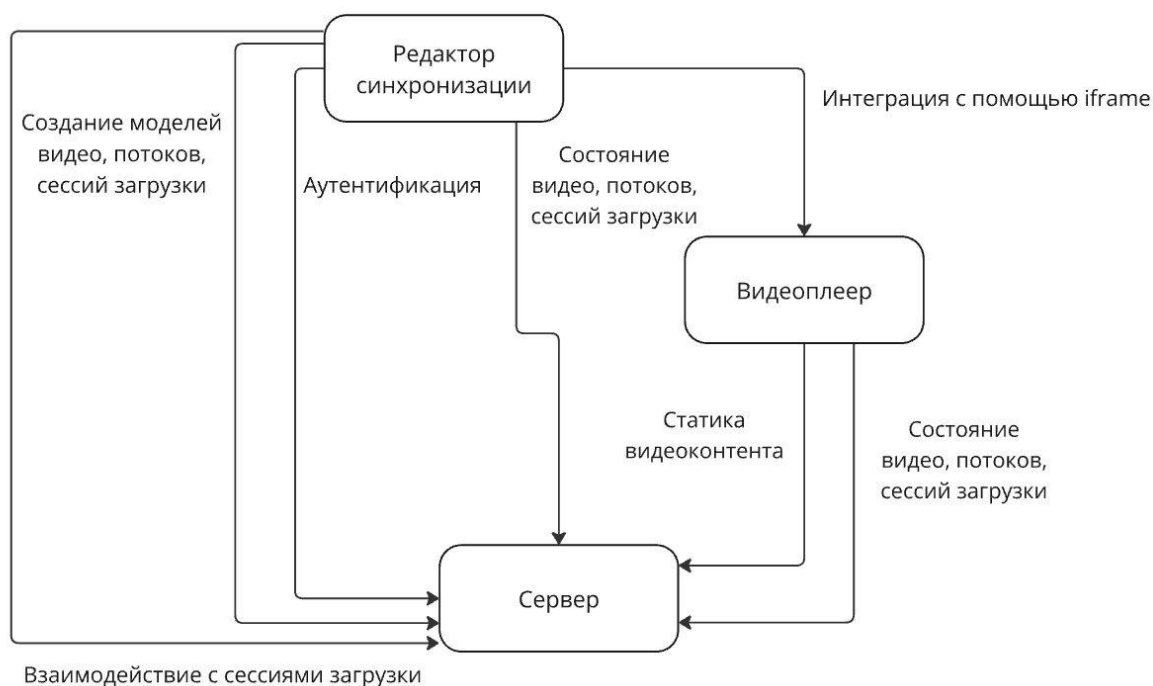 Редактор
синхронизации
Интеграция с помощью iframe
Создание моделей
видео, потоков,
сессий загрузки
Аутентификация
Состояние
видео, потоков,
сессий загрузки
Видеоплеер
Статика
видеоконтента
Состояние
видео, потоков,
сессий загрузки
Сервер
Взаимодействие с сессиями загрузки